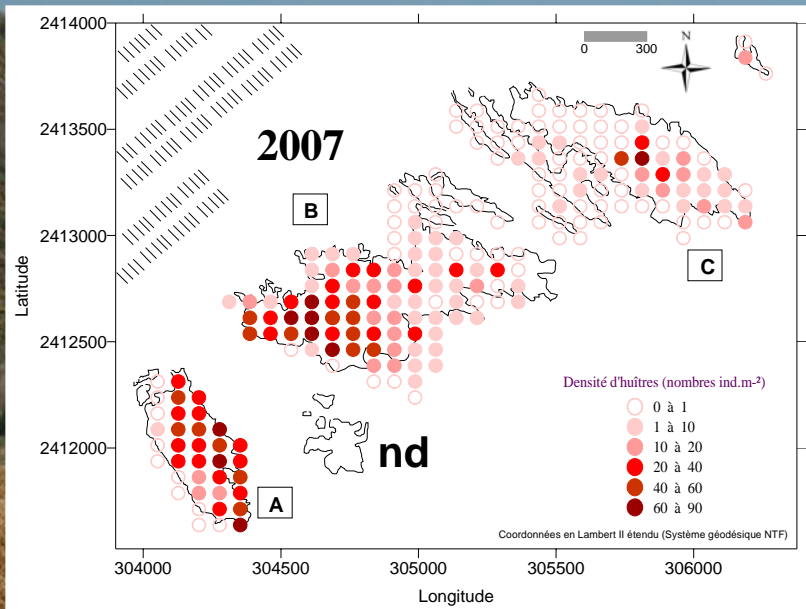 2414000
2413500
2413000
2412500
2412000
Latitude
304000 304500 305000 305500 306000
Longitude
0 300
N
2007
B
C
A
nd
Densité d'huîtres (nombres ind.m-²)
0 à 1
1 à 10
10 à 20
20 à 40
40 à 60
60 à 90
Coordonnées en Lambert II étendu (Système géodésique NTF)